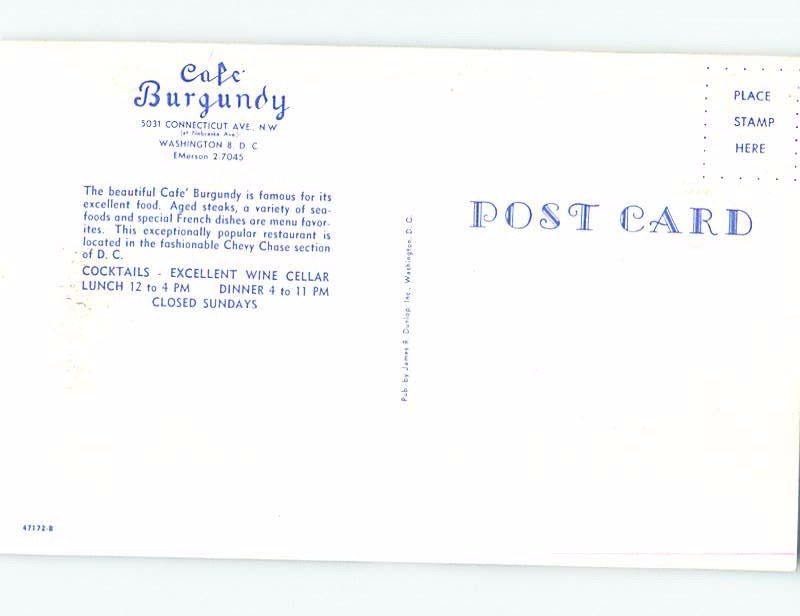 Cafe'
Burgundy
5031 CONNECTICUT AVE. N W
(at Nebraska Ave.)
WASHINGTON 8, D C
EMerson 2-7045
The beautiful Cafe' Burgundy is famous for its
excellent food. Aged steaks, a variety of sea-
foods and special French dishes are menu favor-
ites. This exceptionally popular restaurant is
located in the fashionable Chevy Chase section
of D. C.
COCKTAILS - EXCELLENT WINE CELLAR
LUNCH 12 to 4 PM DINNER 4 to 11 PM
CLOSED SUNDAYS
47172-B
Pub. by James B. Dunlop Inc., Washington, D. C.
POST CARD
PLACE
STAMP
HERE